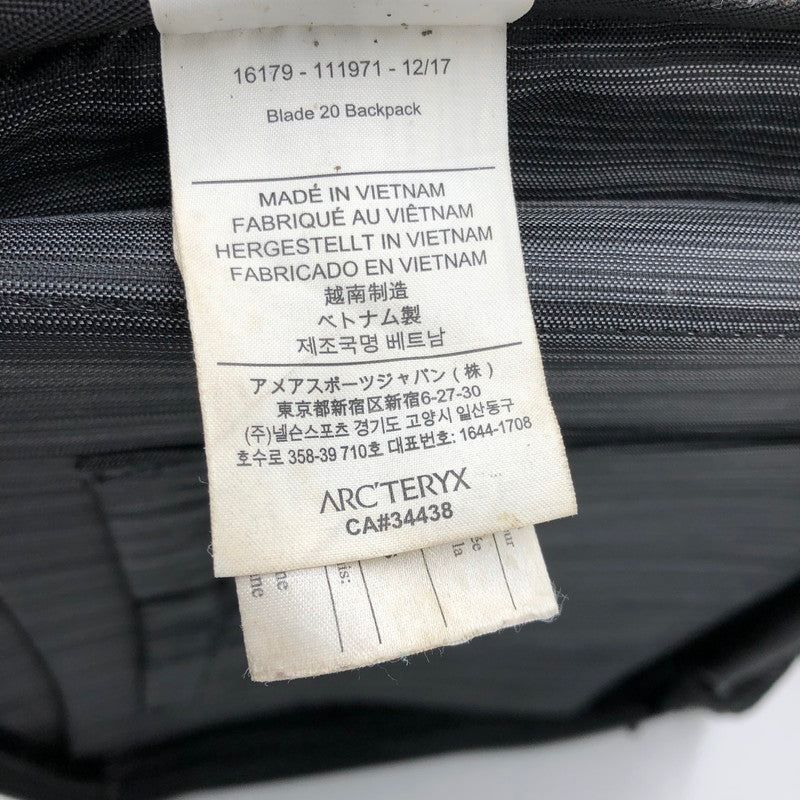 16179 - 111971 - 12/17
Blade 20 Backpack
MADÉ IN VIETNAM
FABRIQUÉ AU VIÊTNAM
HERGESTELLT IN VIETNAM
FABRICADO EN VIETNAM
越南制造
ベトナム製
제조국명 베트남
アメアスポーツジャパン(株)
東京都新宿区新宿6-27-30
(주)넬슨스포츠 경기도 고양시 일산동구
호수로 358-39 710호 대표번호: 1644-1708
ARC'TERYX
CA#34438
la